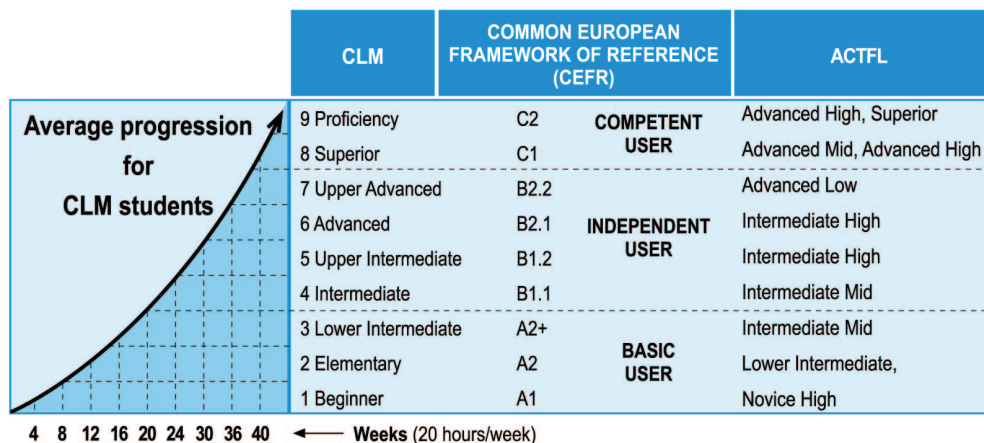 CLM
COMMON EUROPEAN
FRAMEWORK OF REFERENCE
(CEFR)
ACTFL
Average progression
for
CLM students
9 Proficiency C2 Advanced High, Superior
COMPETENT
USER
8 Superior C1 Advanced Mid, Advanced High
7 Upper Advanced B2.2 Advanced Low
6 Advanced B2.1 Intermediate High
INDEPENDENT
USER
5 Upper Intermediate B1.2 Intermediate High
4 Intermediate B1.1 Intermediate Mid
3 Lower Intermediate A2+ Intermediate Mid
BASIC
USER
2 Elementary A2 Lower Intermediate,
1 Beginner A1 Novice High
4 8 12 16 20 24 30 36 40 Weeks (20 hours/week)